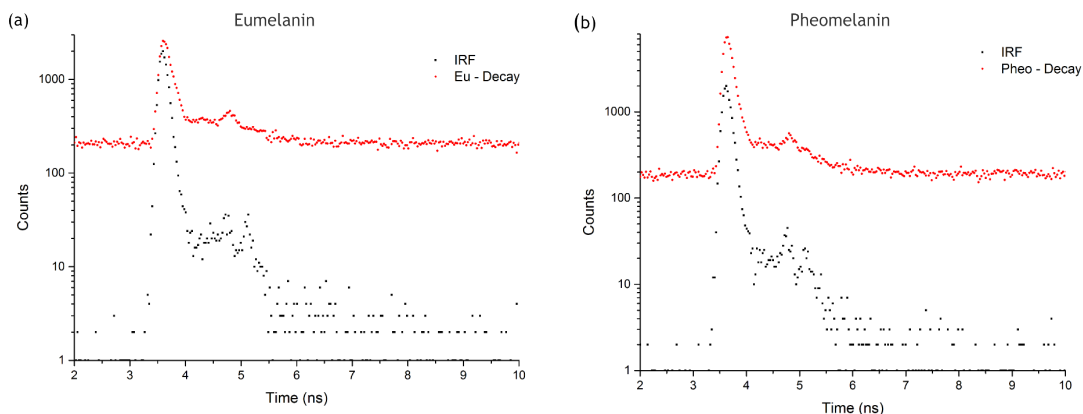 (a)
Eumelanin
IRF
Eu - Decay
1000
100
10
1
Counts
2 3 4 5 6 7 8 9 10
Time (ns)
(b)
Pheomelanin
IRF
Pheo - Decay
1000
100
10
1
Counts
2 3 4 5 6 7 8 9 10
Time (ns)